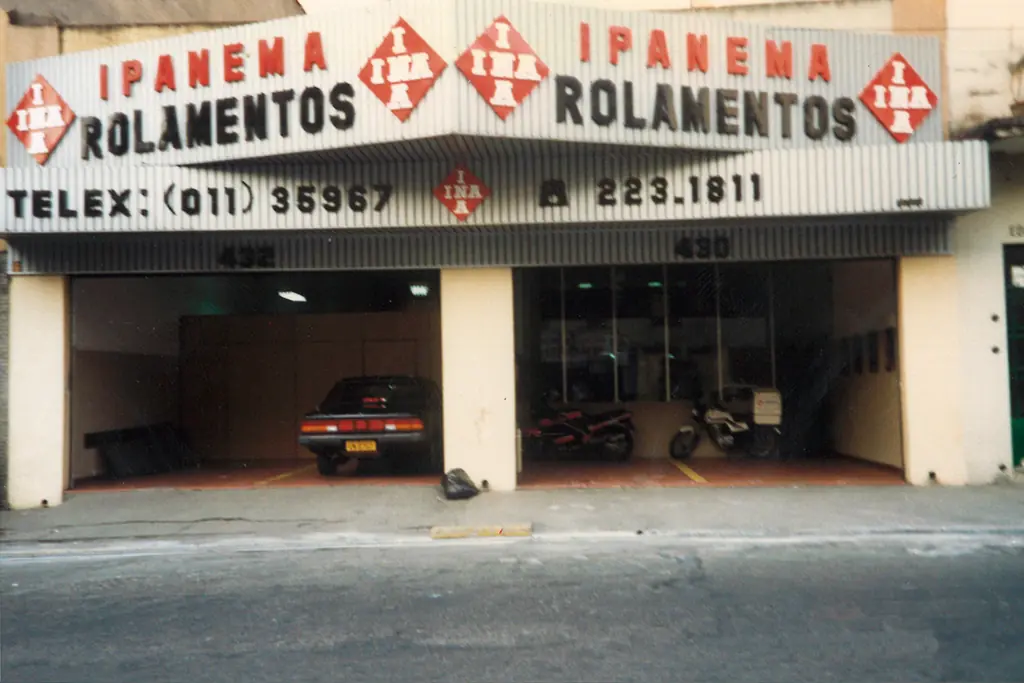 IPANEMA
ROLAMENTOS
INA
INA
INA
IPANEMA
ROLAMENTOS
INA
TELEX: (011) 35967
INA
223.1811
432
430